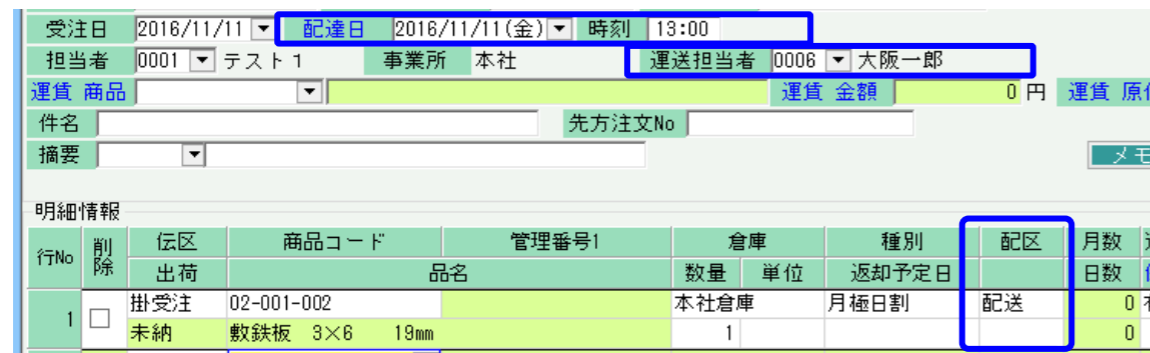 受注日 2016/11/11 配達日 2016/11/11(金) 時刻 13:00
担当者 0001 テスト1 事業所 本社 運送担当者 0006 大阪一郎
運賃 商品 運賃 金額 0 円 運賃
件名 先方注文No
摘要 メモ
明細情報
行No 削除 伝区 商品コード 管理番号1 倉庫 種別 配区 月数
出荷 品名 数量 単位 返却予定日 日数
1 掛受注 02-001-002 本社倉庫 月極日割 配送 0
未納 敷鉄板 3×6 19mm 1 0